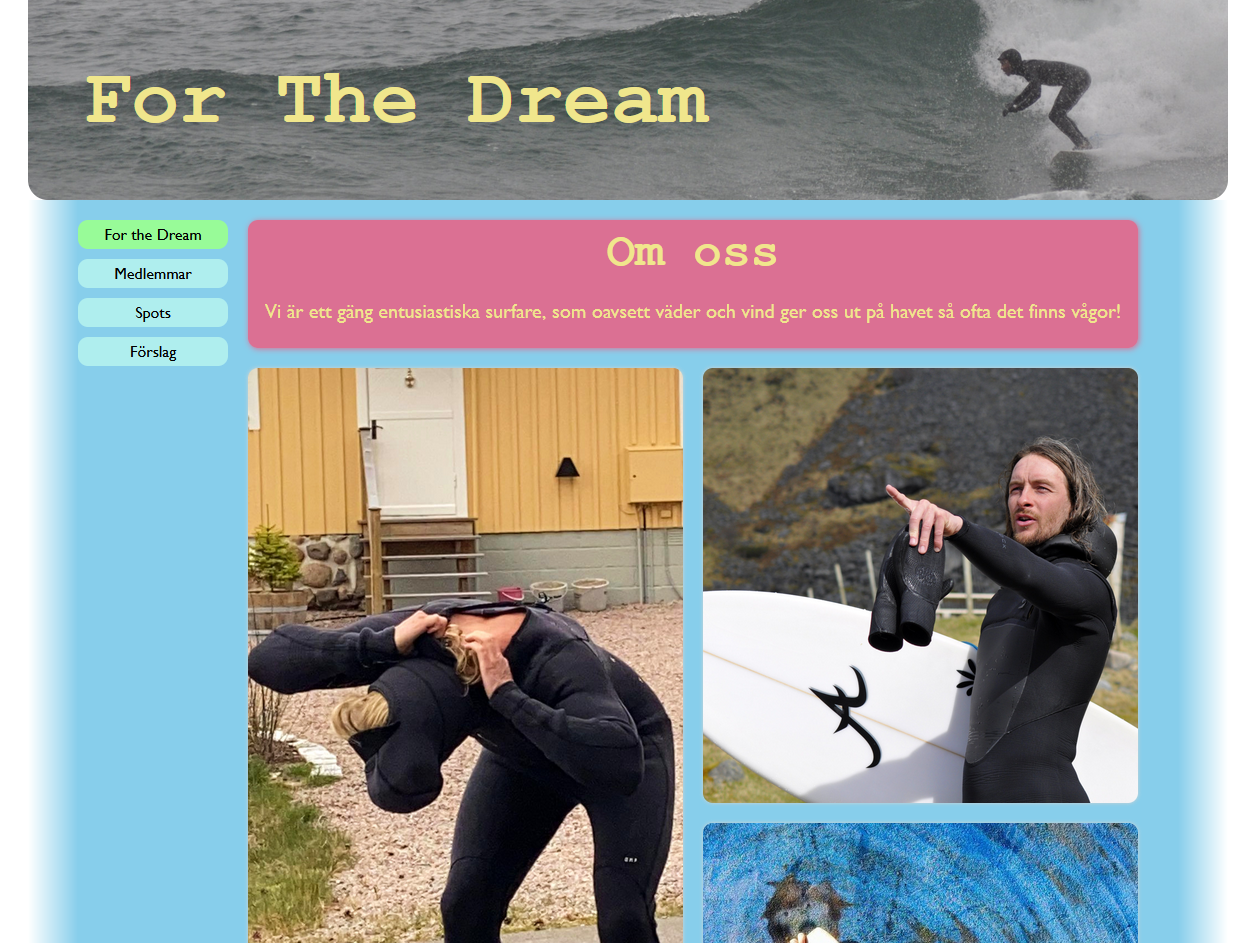 For The Dream
For the Dream
Medlemmar
Spots
Förslag
Om oss
Vi är ett gäng entusiastiska surfare, som oavsett väder och vind ger oss ut på havet så ofta det finns vågor!